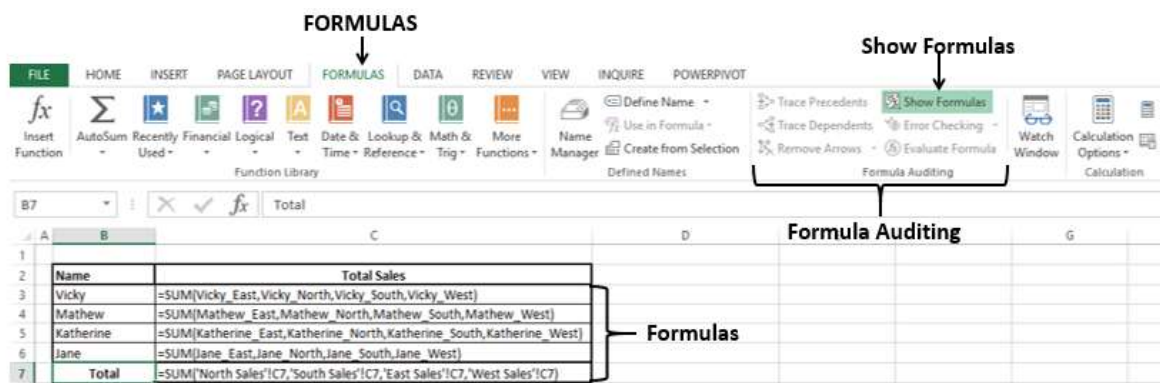 FORMULAS
Show Formulas
FILE HOME INSERT PAGE LAYOUT FORMULAS DATA REVIEW VIEW INQUIRE POWERPIVOT
fx Σ ? A θ
Insert Function
AutoSum
Recently Used
Financial
Logical
Text
Date & Time
Lookup & Reference
Math & Trig
More Functions
Function Library
Name Manager
Define Name
Use in Formula
Create from Selection
Defined Names
Trace Precedents
Trace Dependents
Remove Arrows
Show Formulas
Error Checking
Evaluate Formula
Formula Auditing
Watch Window
Calculation Options
Calculation
B7 fx Total
A B C D G
Formula Auditing
1
2 Name Total Sales
3 Vicky =SUM(Vicky_East,Vicky_North,Vicky_South,Vicky_West)
4 Mathew =SUM(Mathew_East,Mathew_North,Mathew_South,Mathew_West)
5 Katherine =SUM(Katherine_East,Katherine_North,Katherine_South,Katherine_West)
Formulas
6 Jane =SUM(Jane_East,Jane_North,Jane_South,Jane_West)
7 Total =SUM('North Sales'!C7,'South Sales'!C7,'East Sales'!C7,'West Sales'!C7)